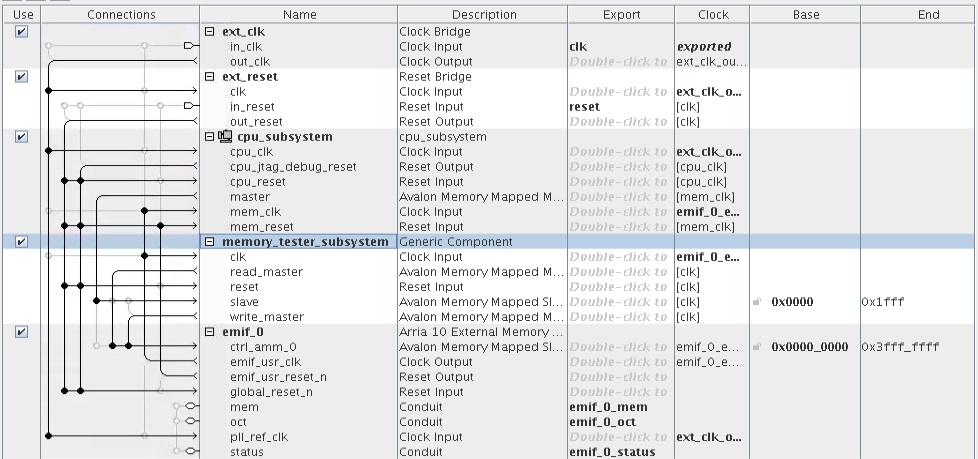 Use Connections Name Description Export Clock Base End
ext_clk Clock Bridge
in_clk Clock Input clk exported
out_clk Clock Output Double-click to ext_clk_ou...
ext_reset Reset Bridge
clk Clock Input Double-click to ext_clk_o...
in_reset Reset Input reset [clk]
out_reset Reset Output Double-click to [clk]
cpu_subsystem cpu_subsystem
cpu_clk Clock Input Double-click to ext_clk_o...
cpu_jtag_debug_reset Reset Output Double-click to [cpu_clk]
cpu_reset Reset Input Double-click to [cpu_clk]
master Avalon Memory Mapped M... Double-click to [mem_clk]
mem_clk Clock Input Double-click to emif_0_e...
mem_reset Reset Input Double-click to [mem_clk]
memory_tester_subsystem Generic Component
clk Clock Input Double-click to emif_0_e...
read_master Avalon Memory Mapped M... Double-click to [clk]
reset Reset Input Double-click to [clk]
slave Avalon Memory Mapped Sl... Double-click to [clk] 0x0000 0x1fff
write_master Avalon Memory Mapped M... Double-click to [clk]
emif_0 Arria 10 External Memory ...
ctrl_amm_0 Avalon Memory Mapped Sl... Double-click to emif_0_e... 0x0000_0000 0x3fff_ffff
emif_usr_clk Clock Output Double-click to emif_0_e...
emif_usr_reset_n Reset Output Double-click to
global_reset_n Reset Input Double-click to
mem Conduit emif_0_mem
oct Conduit emif_0_oct
pll_ref_clk Clock Input Double-click to ext_clk_o...
status Conduit emif_0_status